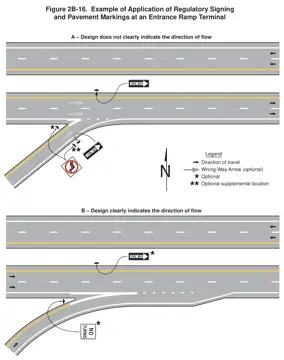 Figure 2B-16. Example of Application of Regulatory Signing
and Pavement Markings at an Entrance Ramp Terminal
A – Design does not clearly indicate the direction of flow
ONE WAY
ONE WAY
Legend
Direction of travel
Wrong-Way Arrow (optional)
Optional
Optional supplemental location
N
B – Design clearly indicates the direction of flow
ONE WAY
NO
TURNS